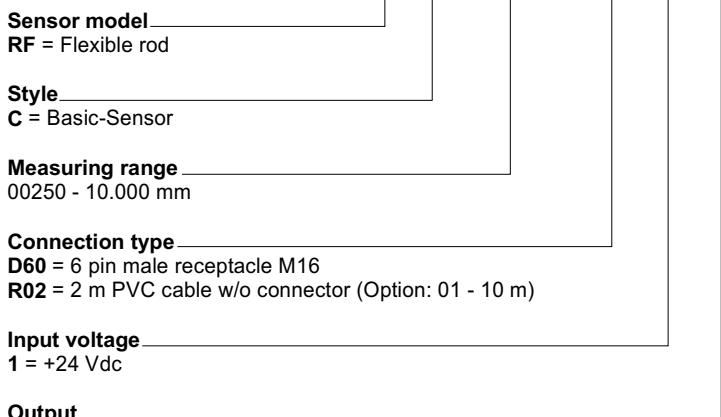 Sensor model
RF = Flexible rod
Style
C = Basic-Sensor
Measuring range
00250 - 10.000 mm
Connection type
D60 = 6 pin male receptacle M16
R02 = 2 m PVC cable w/o connector (Option: 01 - 10 m)
Input voltage
1 = +24 Vdc
Output